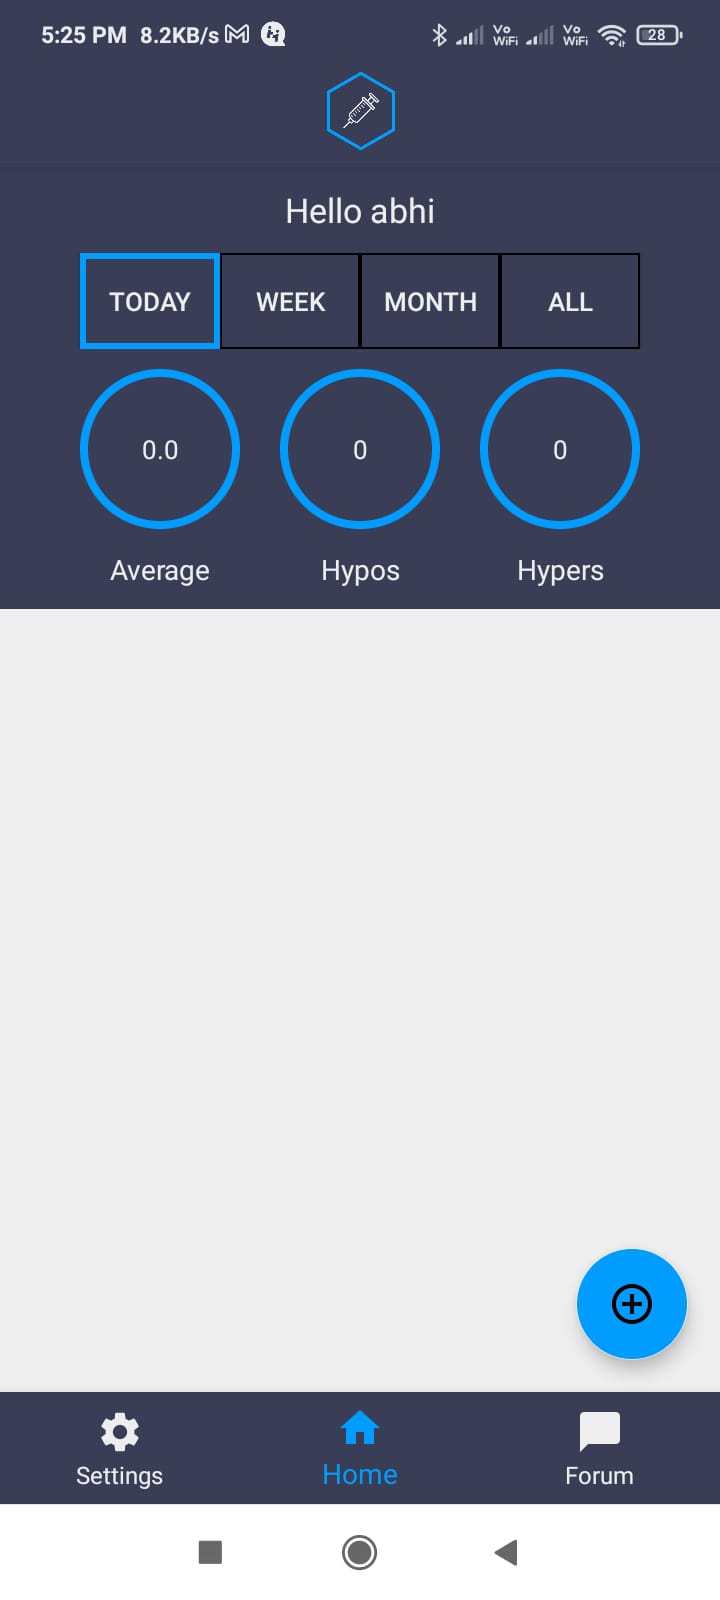 5:25 PM 8.2KB/s Vo WiFi Vo WiFi 28
Hello abhi
TODAY WEEK MONTH ALL
0.0 0 0
Average Hypos Hypers
Settings Home Forum